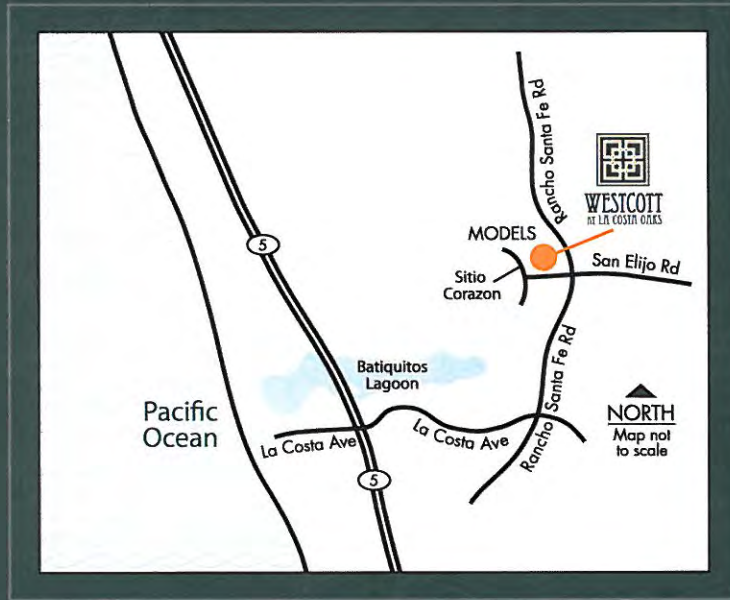 Rancho Santa Fe Rd
WESTCOTT
AT LA COSTA OAKS
MODELS
5
San Elijo Rd
Sitio
Corazon
Rancho Santa Fe Rd
Batiquitos
Lagoon
Pacific
Ocean
La Costa Ave
La Costa Ave
NORTH
Map not
to scale
5